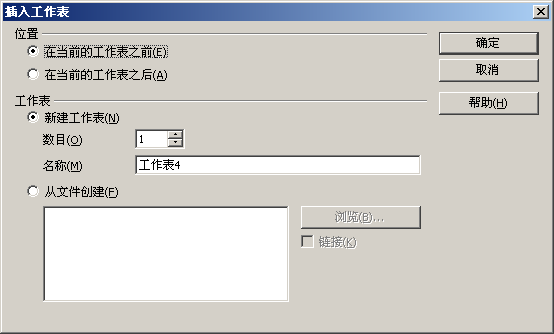 插入工作表
位置
在当前的工作表之前(E)
在当前的工作表之后(A)
确定
取消
帮助(H)
工作表
新建工作表(N)
数目(O) 1
名称(M) 工作表4
从文件创建(F)
浏览(B)...
链接(K)